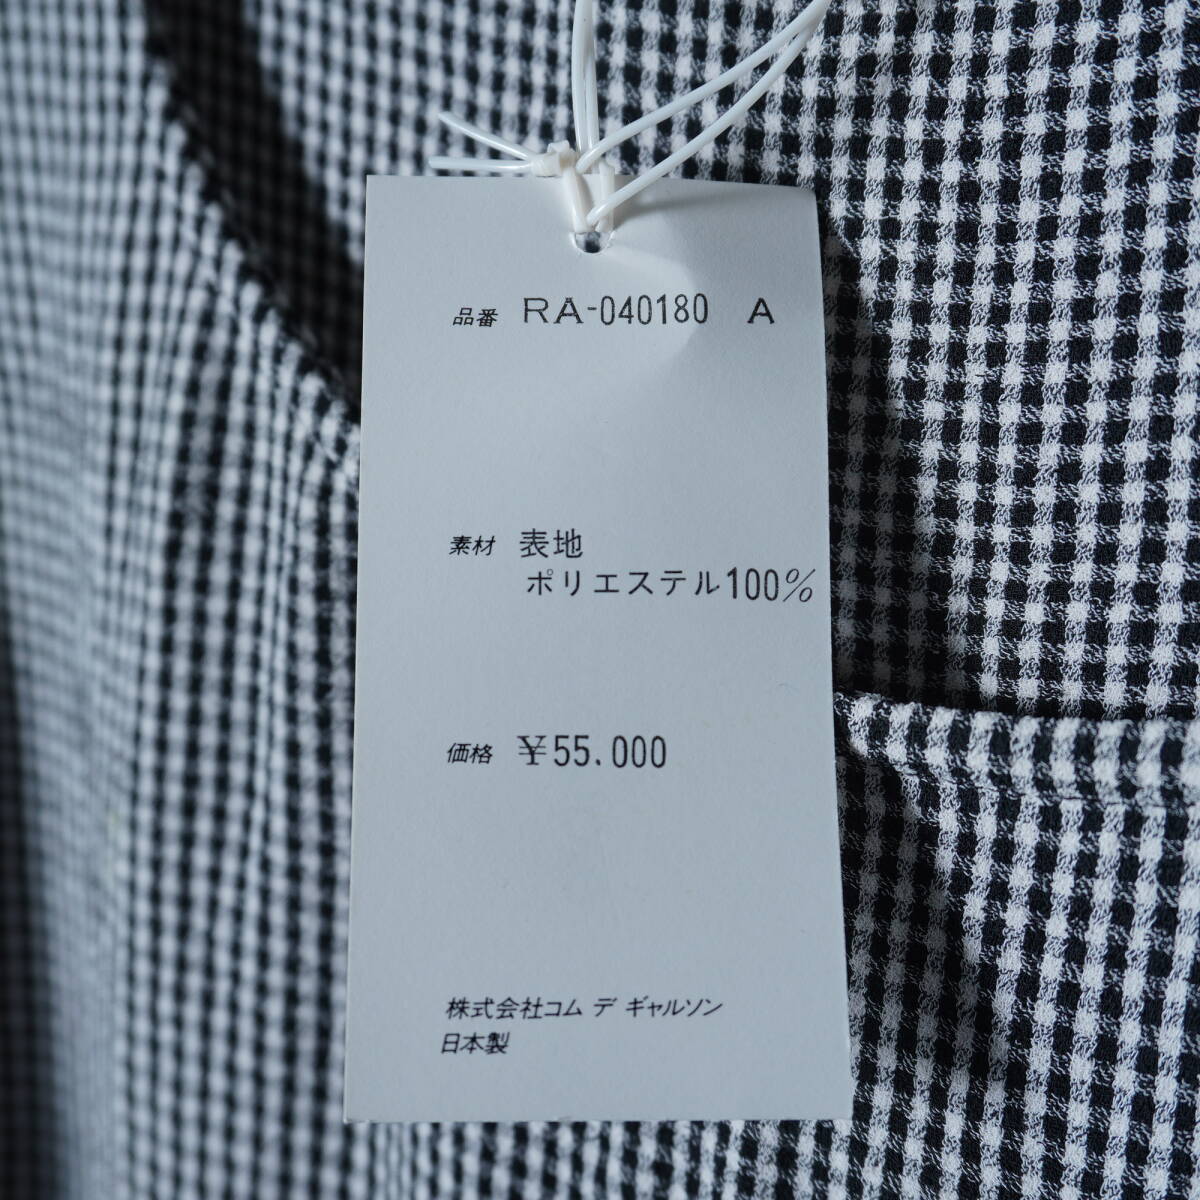 品番 RA-040180 A
素材 表地
ポリエステル100%
価格 ¥55.000
株式会社コム デ ギャルソン
日本製